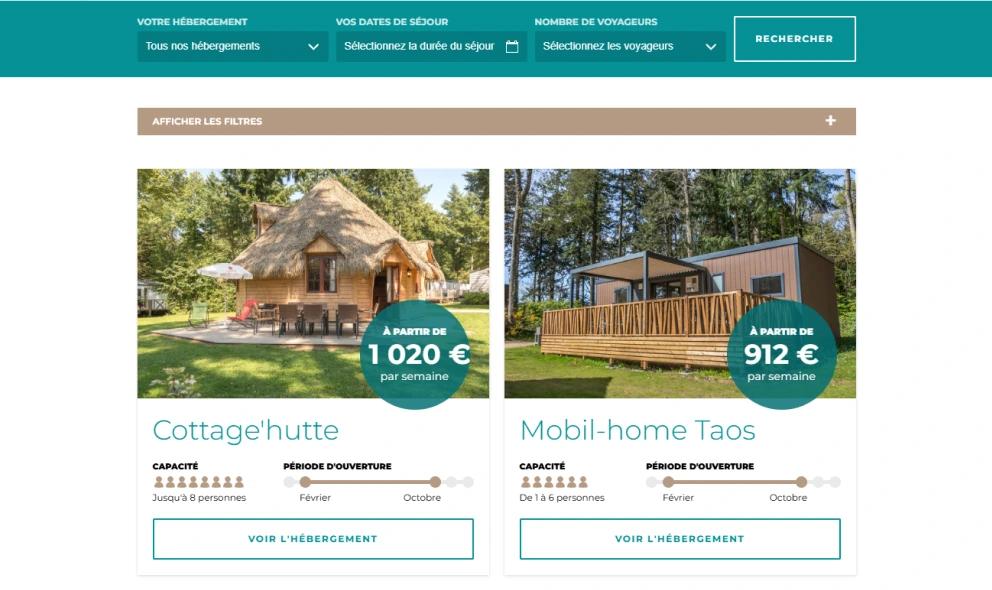 VOTRE HÉBERGEMENT
VOS DATES DE SÉJOUR
NOMBRE DE VOYAGEURS
Tous nos hébergements
Sélectionnez la durée du séjour
Sélectionnez les voyageurs
RECHERCHER
AFFICHER LES FILTRES
+
À PARTIR DE
1 020 €
par semaine
Cottage'hutte
CAPACITÉ
Jusqu'à 8 personnes
PÉRIODE D'OUVERTURE
Février
Octobre
VOIR L'HÉBERGEMENT
À PARTIR DE
912 €
par semaine
Mobil-home Taos
CAPACITÉ
De 1 à 6 personnes
PÉRIODE D'OUVERTURE
Février
Octobre
VOIR L'HÉBERGEMENT